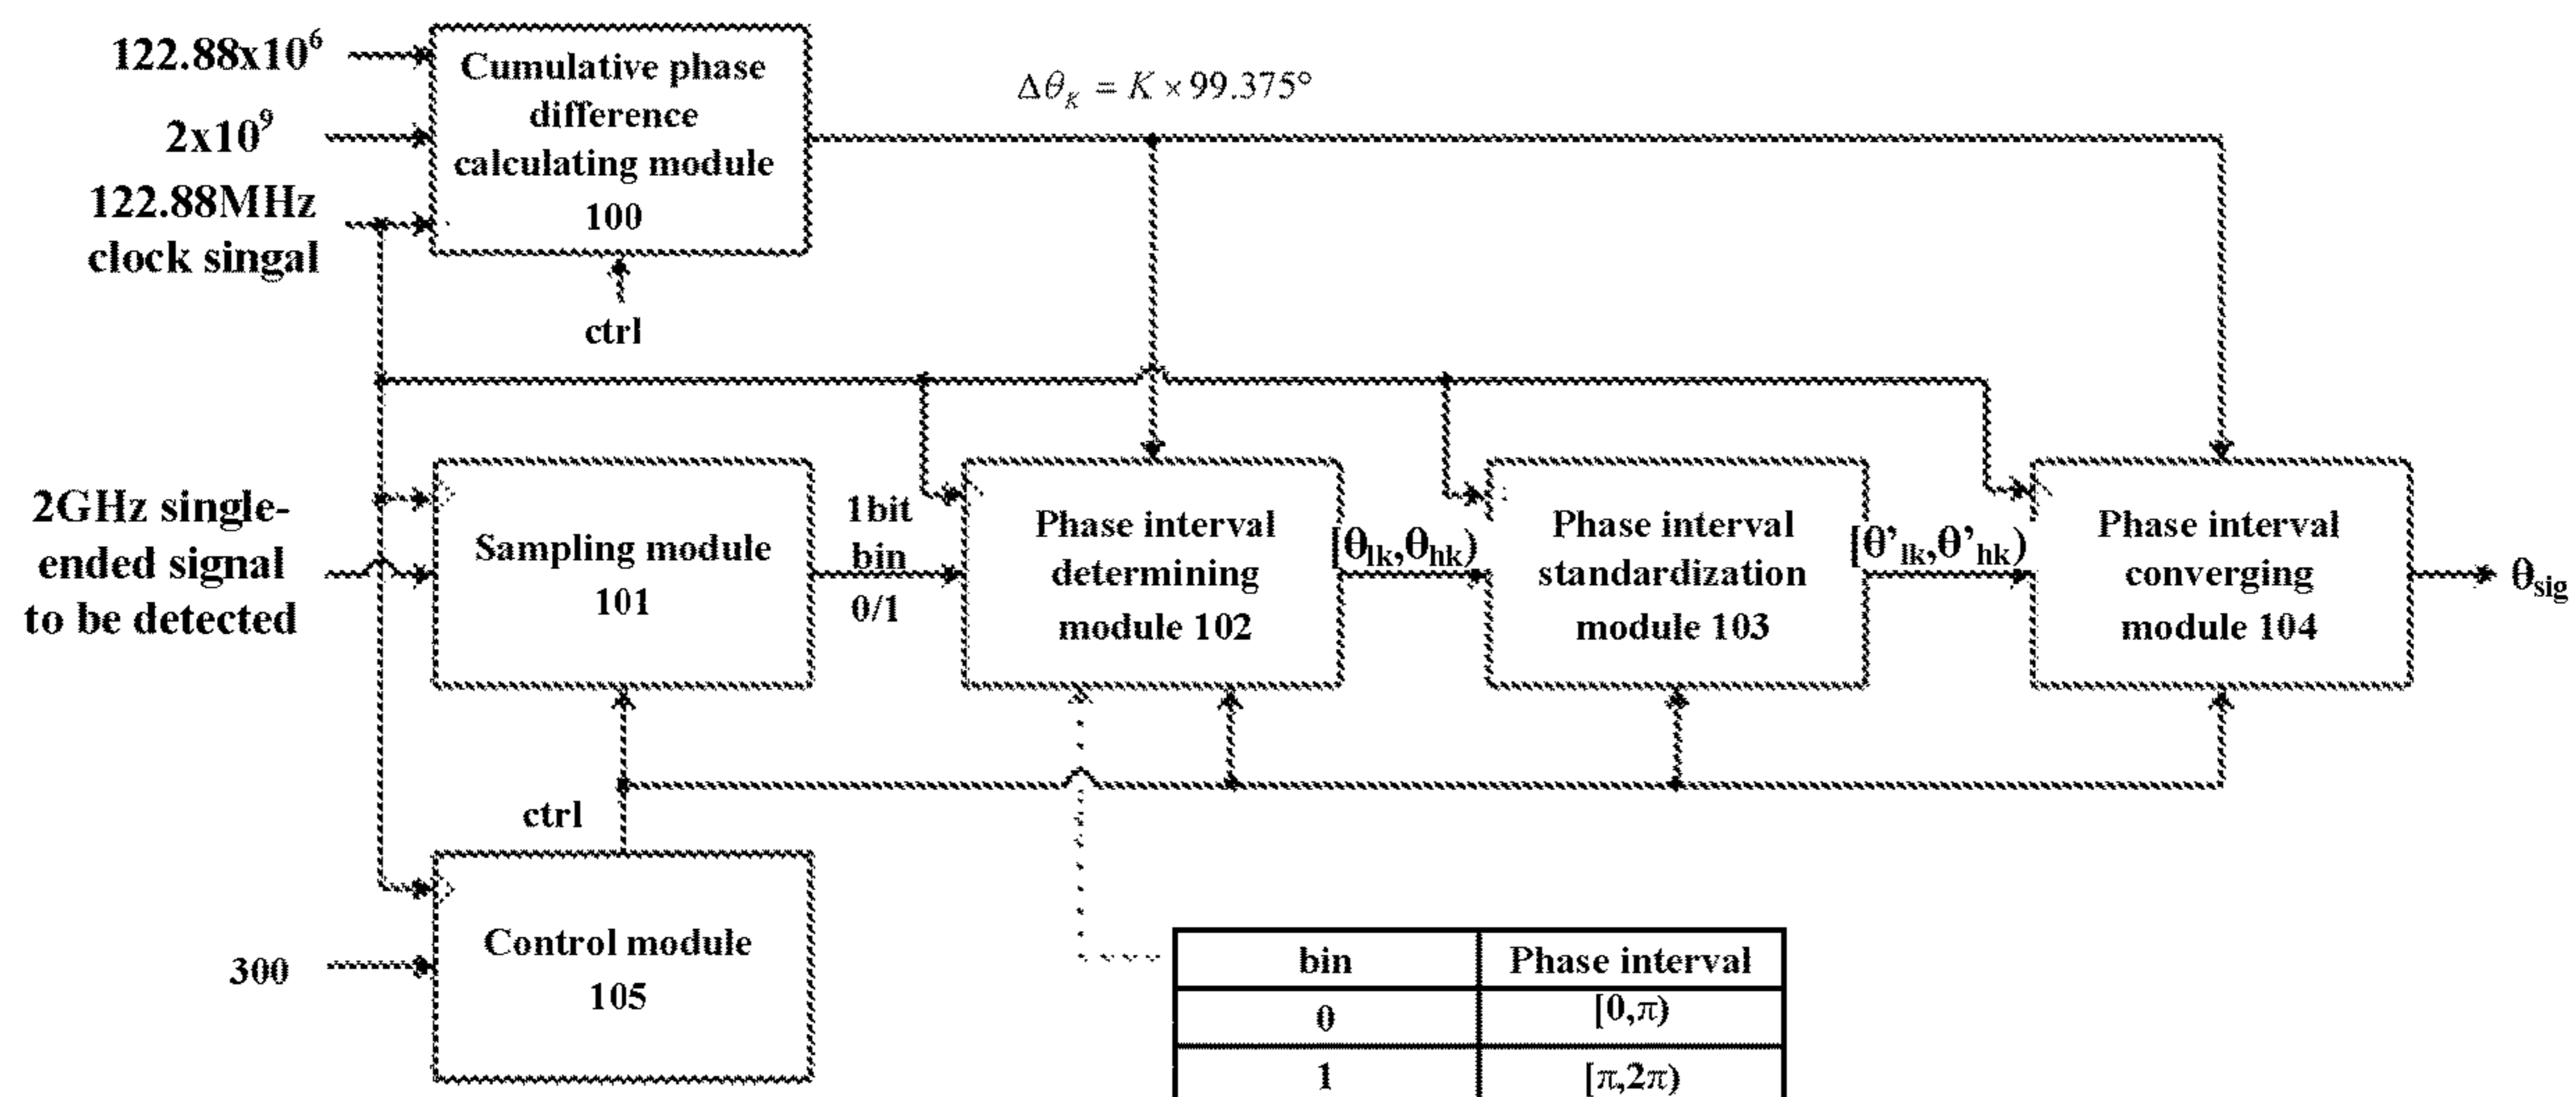 122.88x10⁶
2x10⁹
122.88MHz
clock singal
Cumulative phase
difference
calculating module
100
ctrl
Δθ_K = K × 99.375°
2GHz single-
ended signal
to be detected
Sampling module
101
1bit
bin
0/1
Phase interval
determining
module 102
[θ_lk,θ_hk)
Phase interval
standardization
module 103
[θ'_lk,θ'_hk)
Phase interval
converging
module 104
θ_sig
ctrl
300
Control module
105
bin Phase interval
0 [0,π)
1 [π,2π)